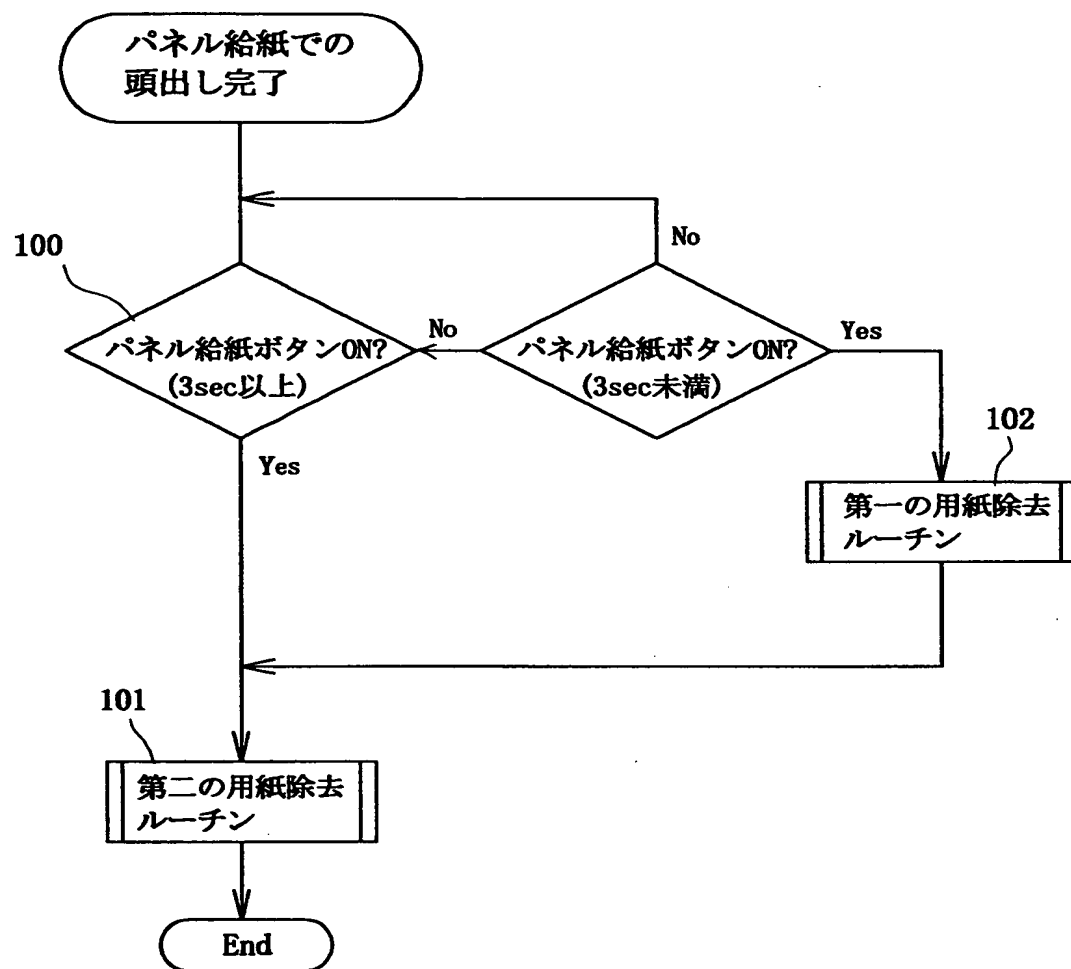 パネル給紙での
頭出し完了
No
100
パネル給紙ボタンON?
(3sec以上)
No
パネル給紙ボタンON?
(3sec未満)
Yes
Yes
102
第一の用紙除去
ルーチン
101
第二の用紙除去
ルーチン
End